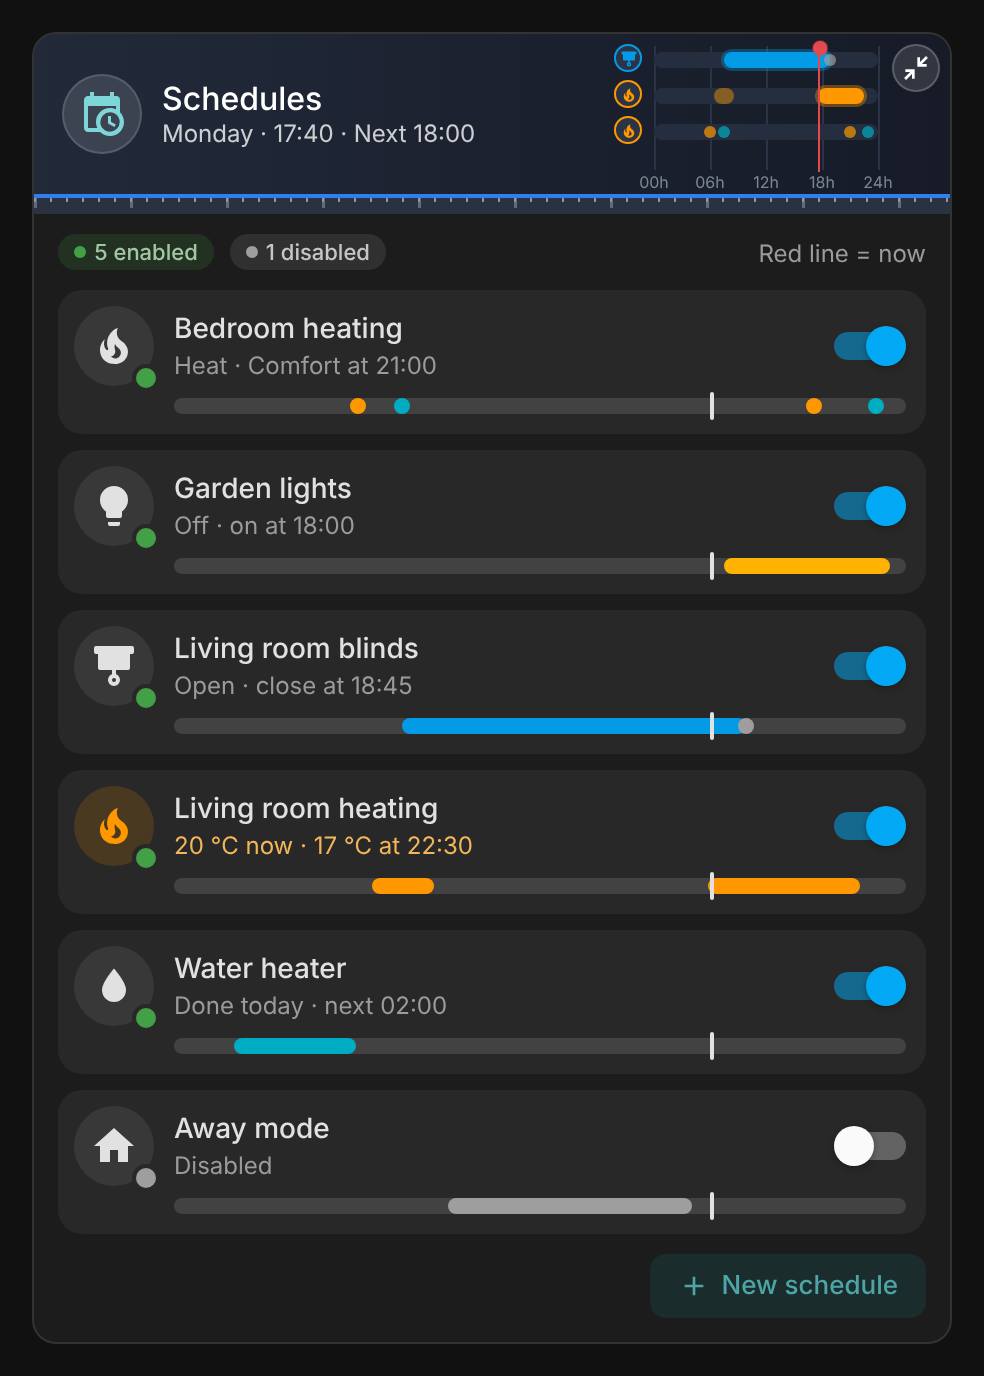 Schedules
Monday · 17:40 · Next 18:00
00h 06h 12h 18h 24h
5 enabled
1 disabled
Red line = now
Bedroom heating
Heat · Comfort at 21:00
Garden lights
Off · on at 18:00
Living room blinds
Open · close at 18:45
Living room heating
20 °C now · 17 °C at 22:30
Water heater
Done today · next 02:00
Away mode
Disabled
+ New schedule